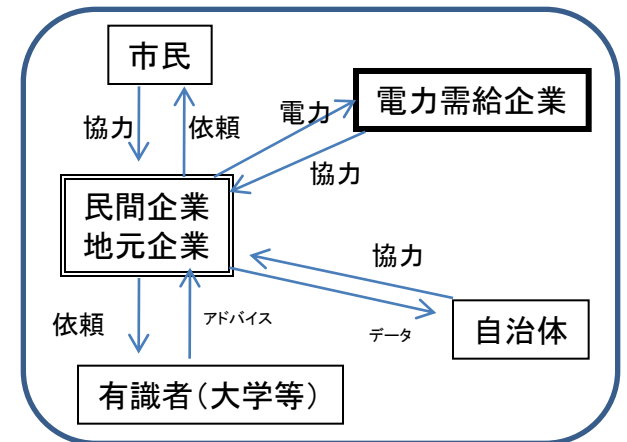 市民
電力需給企業
協力
依頼
電力
協力
民間企業
地元企業
協力
依頼
アドバイス
データ
自治体
有識者（大学等）